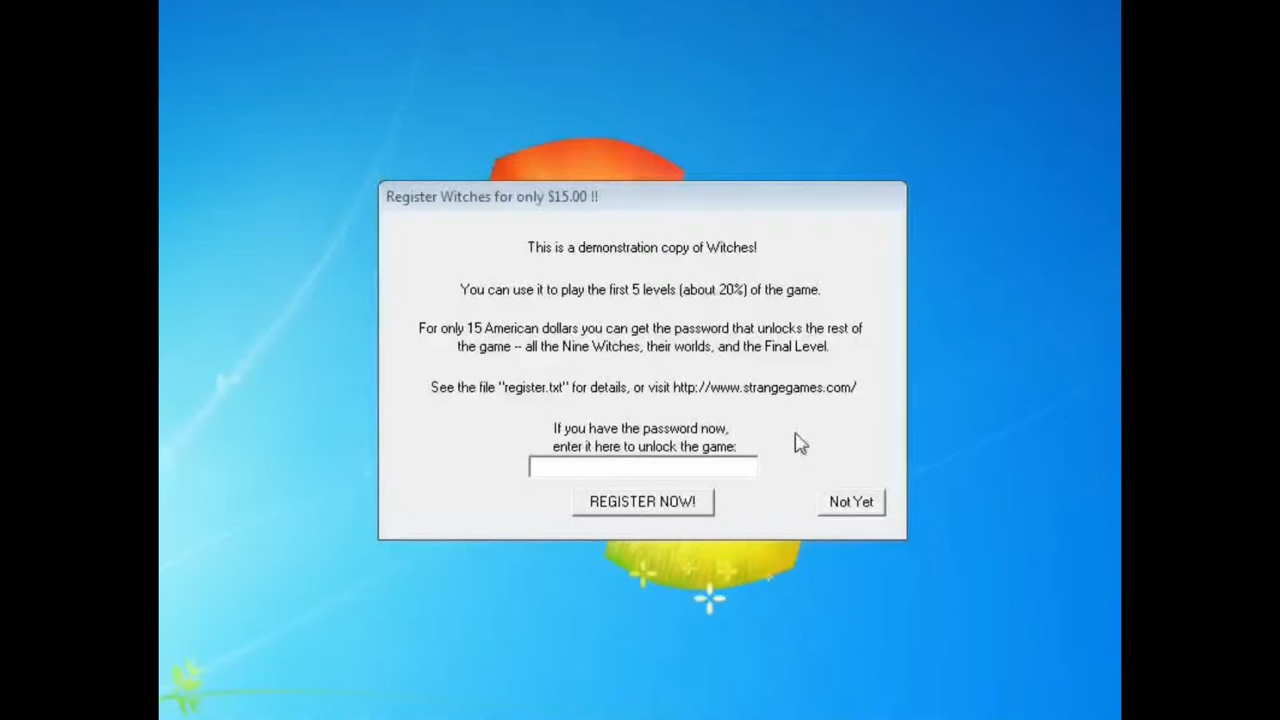 Register Witches for only $15.00 !!
This is a demonstration copy of Witches!
You can use it to play the first 5 levels (about 20%) of the game.
For only 15 American dollars you can get the password that unlocks the rest of
the game -- all the Nine Witches, their worlds, and the Final Level.
See the file "register.txt" for details, or visit http://www.strangegames.com/
If you have the password now,
enter it here to unlock the game:
REGISTER NOW!
Not Yet